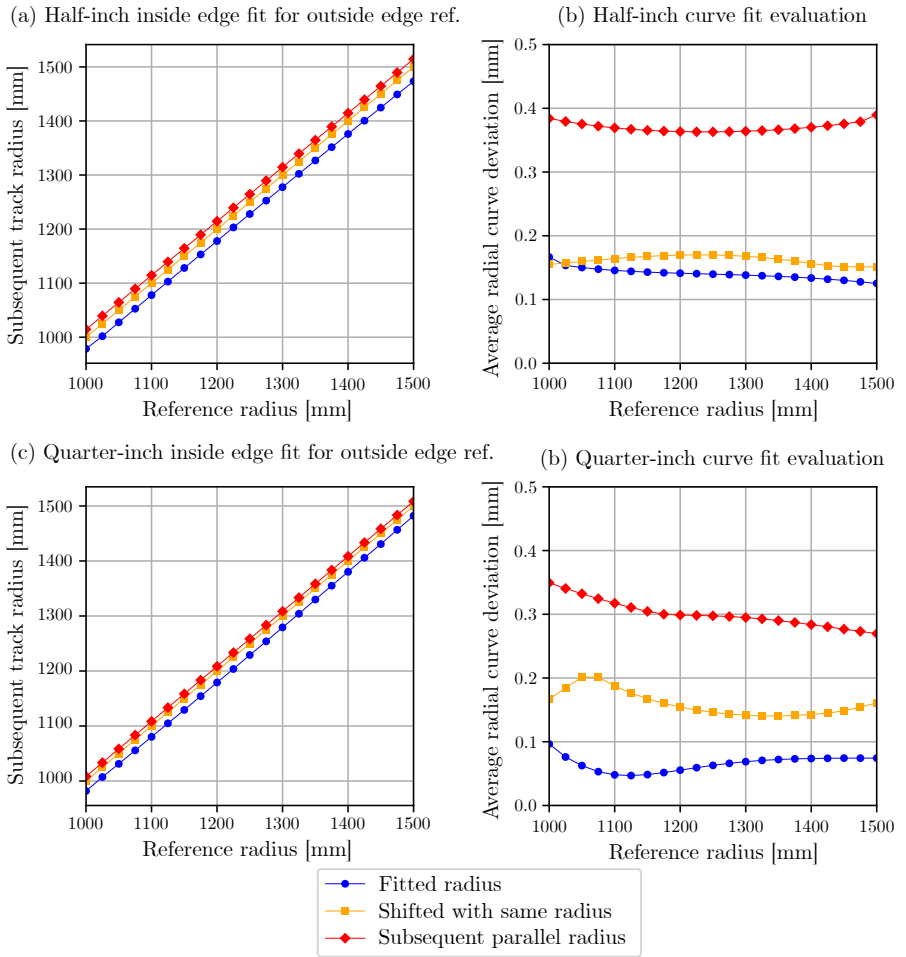 (a) Half-inch inside edge fit for outside edge ref.
Subsequent track radius [mm]
1500
1400
1300
1200
1100
1000
1000 1100 1200 1300 1400 1500
Reference radius [mm]
(b) Half-inch curve fit evaluation
Average radial curve deviation [mm]
0.5
0.4
0.3
0.2
0.1
0.0
1000 1100 1200 1300 1400 1500
Reference radius [mm]
(c) Quarter-inch inside edge fit for outside edge ref.
Subsequent track radius [mm]
1500
1400
1300
1200
1100
1000
1000 1100 1200 1300 1400 1500
Reference radius [mm]
(b) Quarter-inch curve fit evaluation
Average radial curve deviation [mm]
0.5
0.4
0.3
0.2
0.1
0.0
1000 1100 1200 1300 1400 1500
Reference radius [mm]
Fitted radius
Shifted with same radius
Subsequent parallel radius